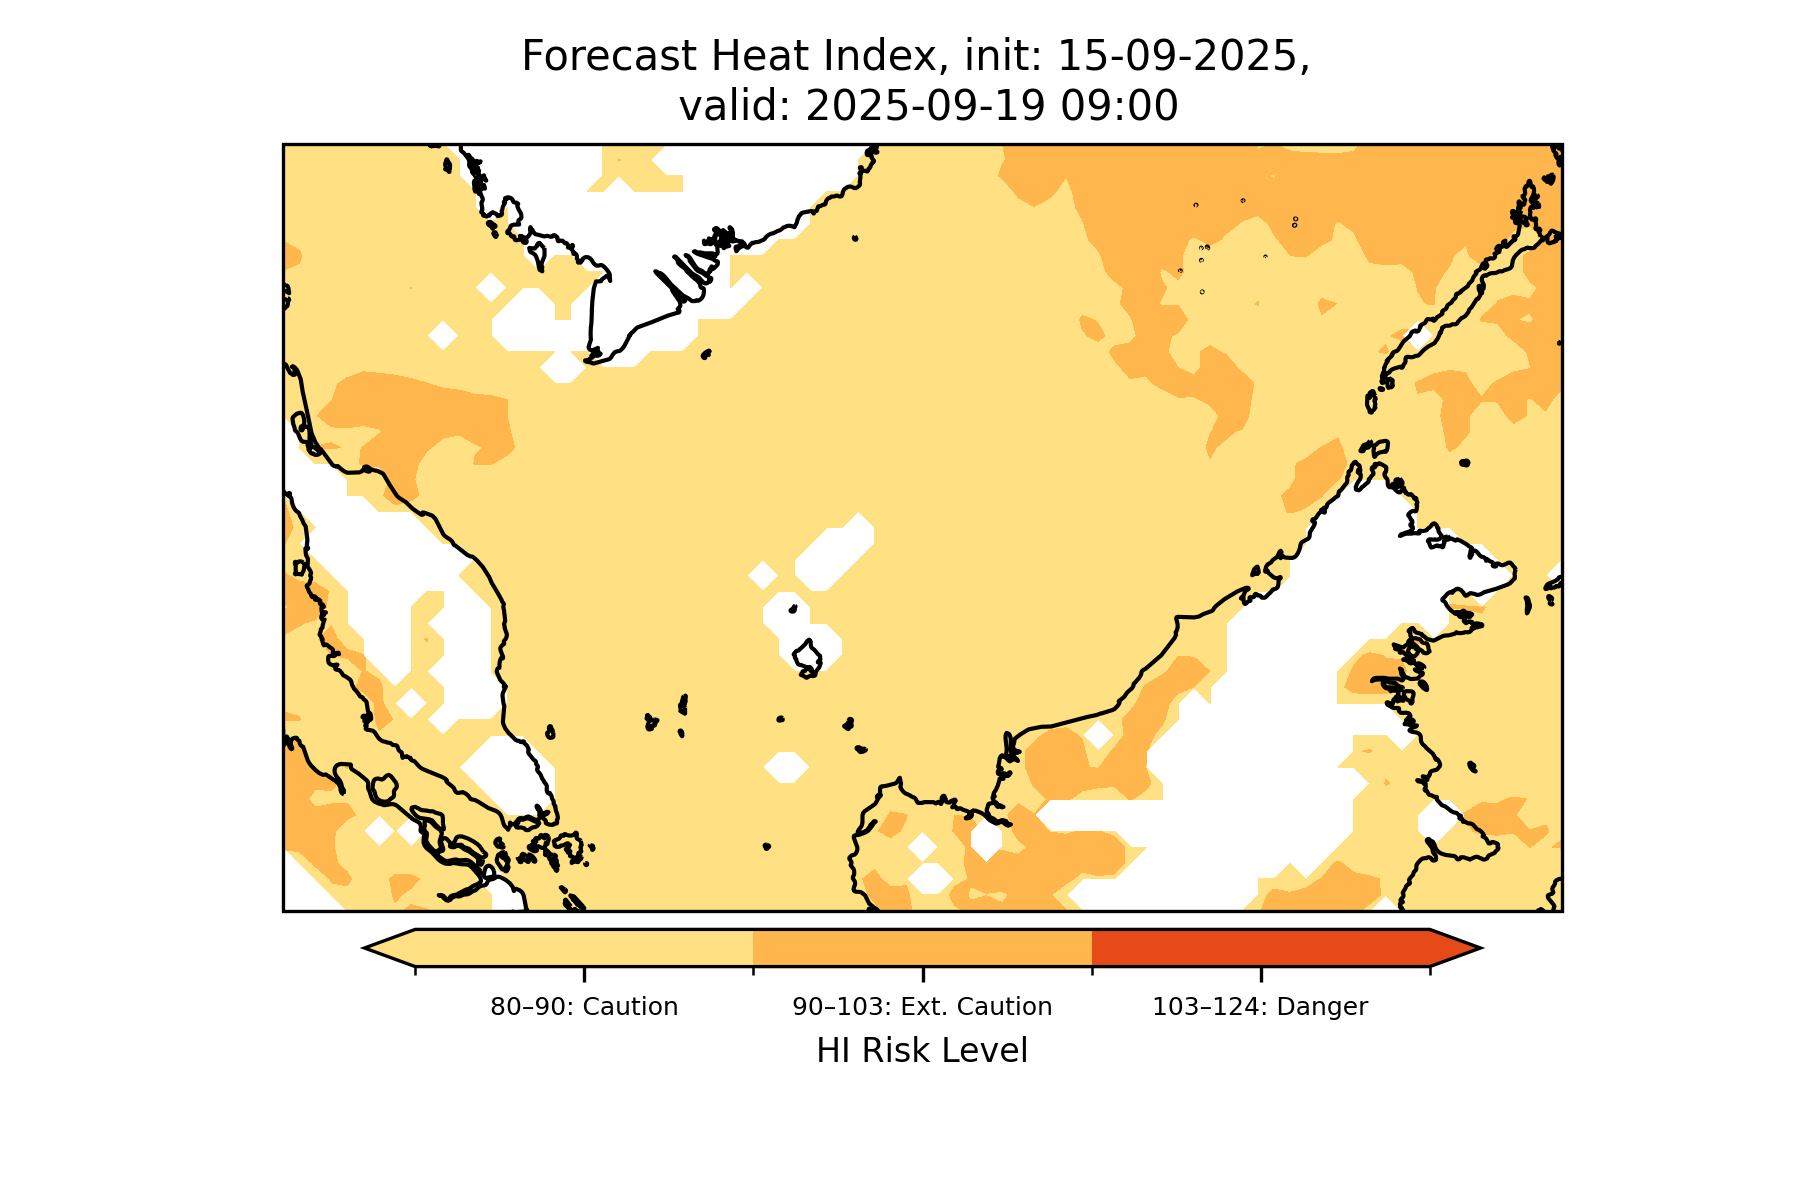 Forecast Heat Index, init: 15-09-2025,
valid: 2025-09-19 09:00
80–90: Caution
90–103: Ext. Caution
103–124: Danger
HI Risk Level